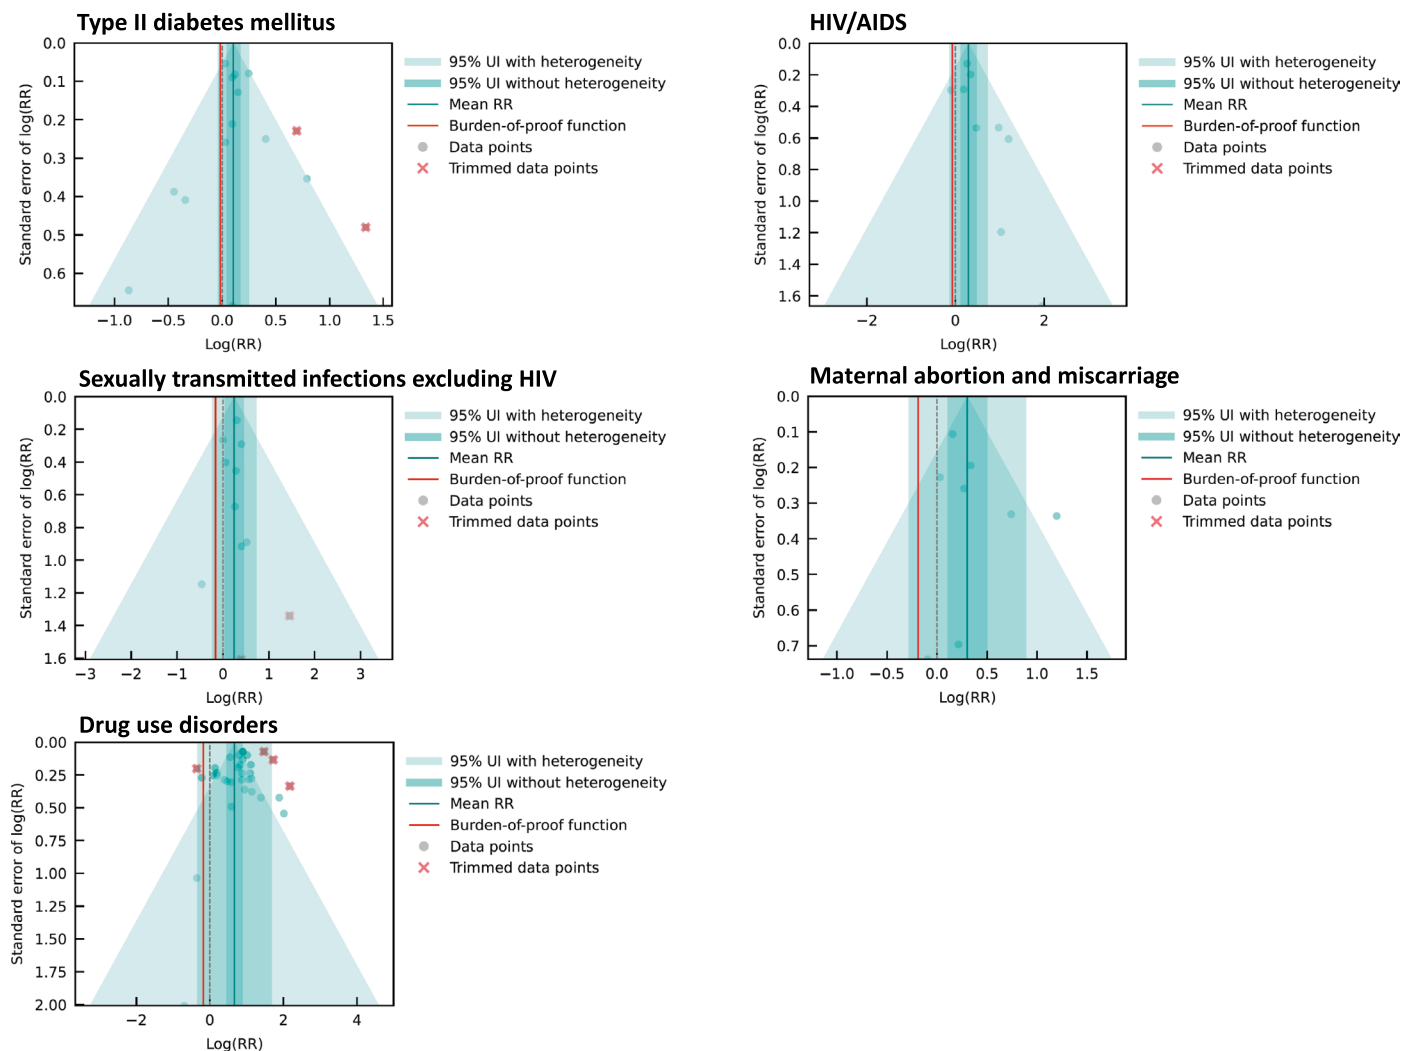 Type II diabetes mellitus
0.0
0.1
0.2
0.3
0.4
0.5
0.6
Standard error of log(RR)
−1.0 −0.5 0.0 0.5 1.0 1.5
Log(RR)
95% UI with heterogeneity
95% UI without heterogeneity
Mean RR
Burden-of-proof function
Data points
Trimmed data points
HIV/AIDS
0.0
0.2
0.4
0.6
0.8
1.0
1.2
1.4
1.6
Standard error of log(RR)
−2 0 2
Log(RR)
95% UI with heterogeneity
95% UI without heterogeneity
Mean RR
Burden-of-proof function
Data points
Trimmed data points
Sexually transmitted infections excluding HIV
0.0
0.2
0.4
0.6
0.8
1.0
1.2
1.4
1.6
Standard error of log(RR)
−3 −2 −1 0 1 2 3
Log(RR)
95% UI with heterogeneity
95% UI without heterogeneity
Mean RR
Burden-of-proof function
Data points
Trimmed data points
Maternal abortion and miscarriage
0.0
0.1
0.2
0.3
0.4
0.5
0.6
0.7
Standard error of log(RR)
−1.0 −0.5 0.0 0.5 1.0 1.5
Log(RR)
95% UI with heterogeneity
95% UI without heterogeneity
Mean RR
Burden-of-proof function
Data points
Trimmed data points
Drug use disorders
0.00
0.25
0.50
0.75
1.00
1.25
1.50
1.75
2.00
Standard error of log(RR)
−2 0 2 4
Log(RR)
95% UI with heterogeneity
95% UI without heterogeneity
Mean RR
Burden-of-proof function
Data points
Trimmed data points